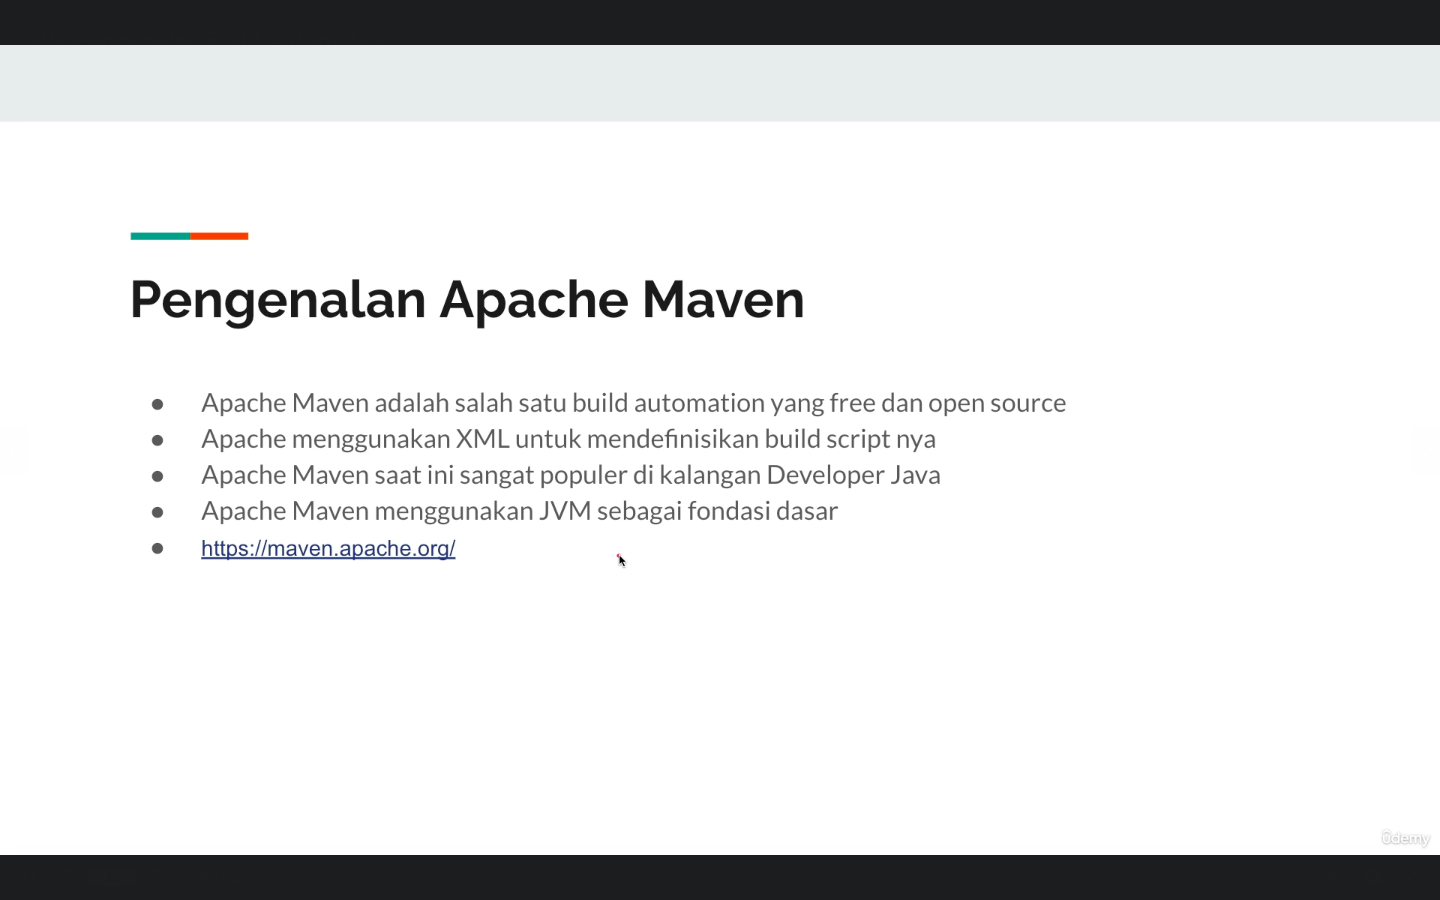 Pengenalan Apache Maven
● Apache Maven adalah salah satu build automation yang free dan open source
● Apache menggunakan XML untuk mendefinisikan build script nya
● Apache Maven saat ini sangat populer di kalangan Developer Java
● Apache Maven menggunakan JVM sebagai fondasi dasar
● https://maven.apache.org/
ûdemy